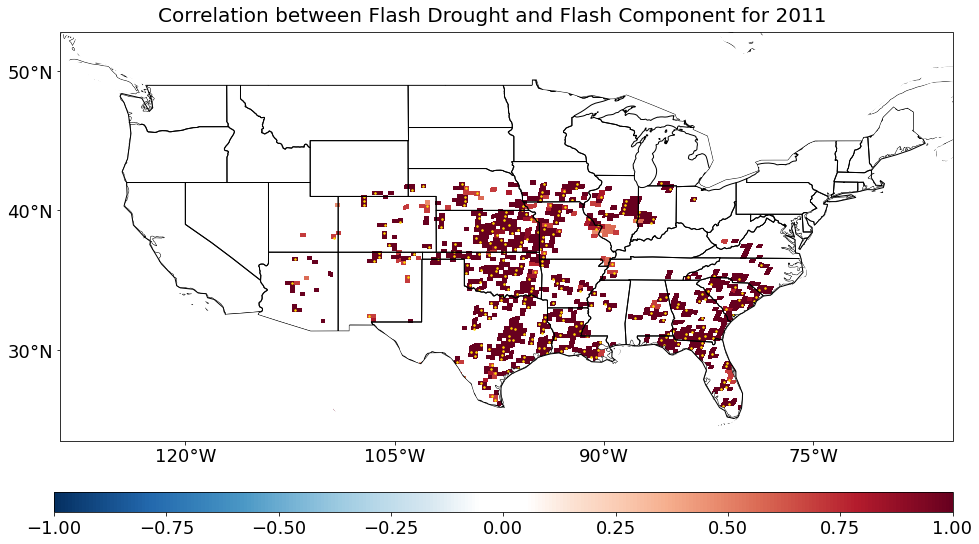 Correlation between Flash Drought and Flash Component for 2011
50°N
40°N
30°N
120°W 105°W 90°W 75°W
−1.00 −0.75 −0.50 −0.25 0.00 0.25 0.50 0.75 1.00